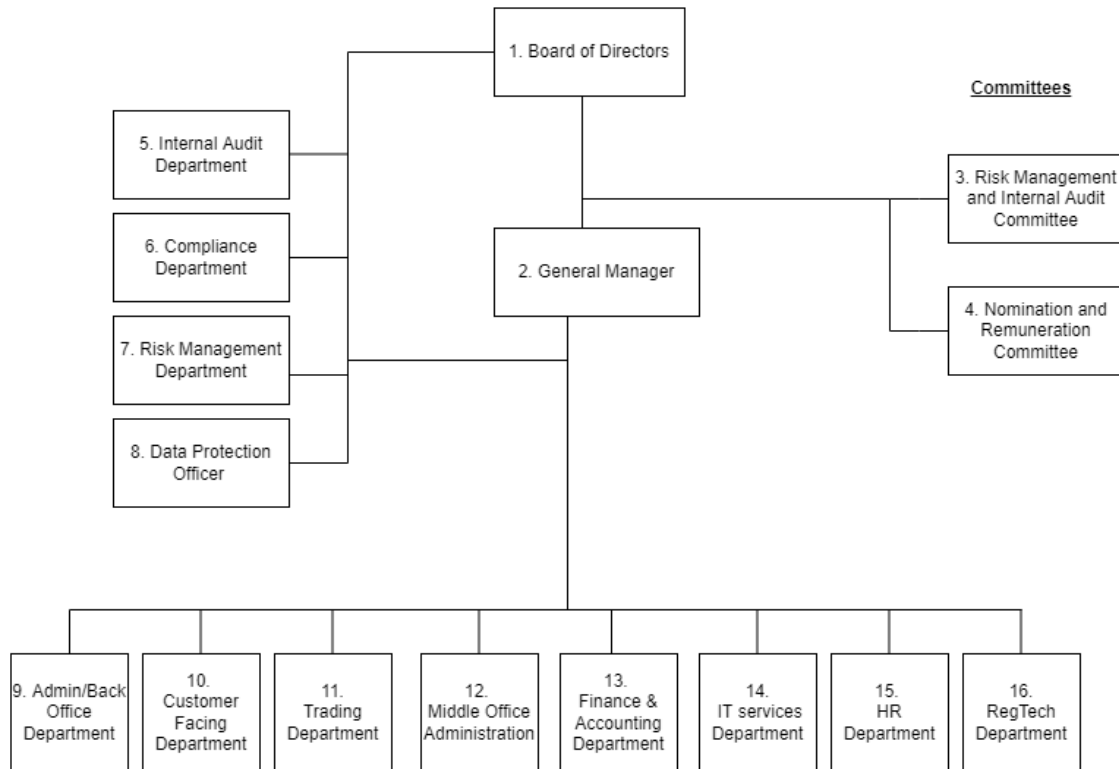 1. Board of Directors
Committees
5. Internal Audit
Department
3. Risk Management
and Internal Audit
Committee
6. Compliance
Department
2. General Manager
4. Nomination and
Remuneration
Committee
7. Risk Management
Department
8. Data Protection
Officer
9. Admin/Back
Office
Department
10.
Customer
Facing
Department
11.
Trading
Department
12.
Middle Office
Administration
13.
Finance &
Accounting
Department
14.
IT services
Department
15.
HR
Department
16.
RegTech
Department